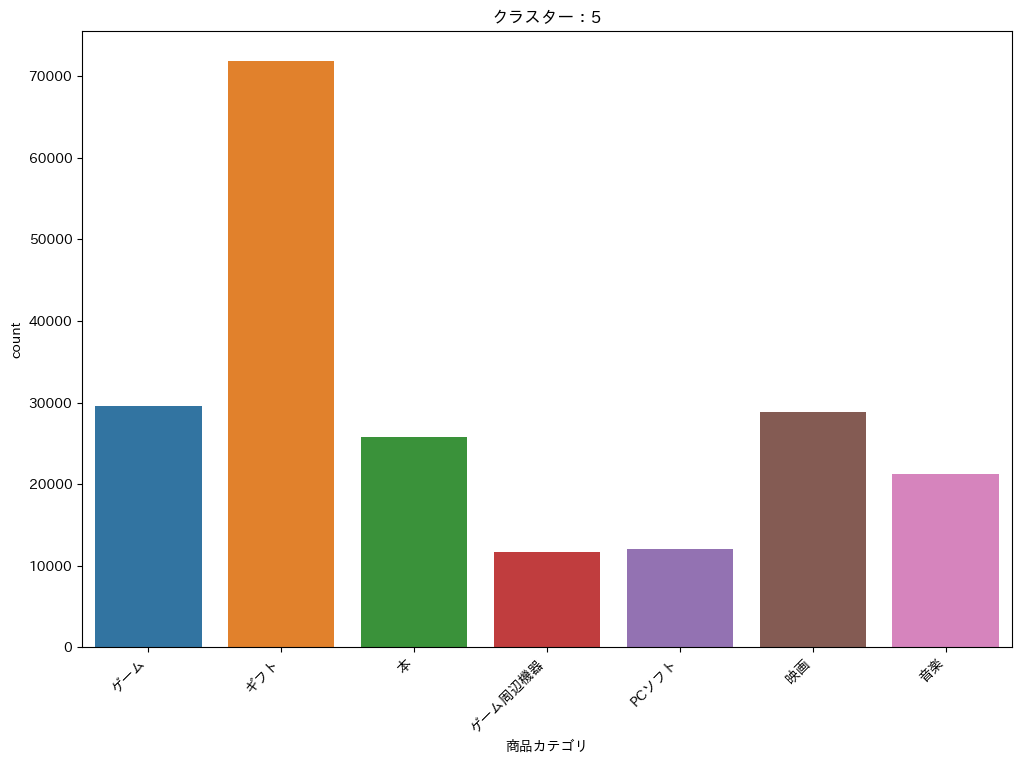 クラスター：5
70000
60000
50000
40000
30000
20000
10000
0
count
ゲーム
ギフト
本
ゲーム周辺機器
PCソフト
映画
音楽
商品カテゴリ